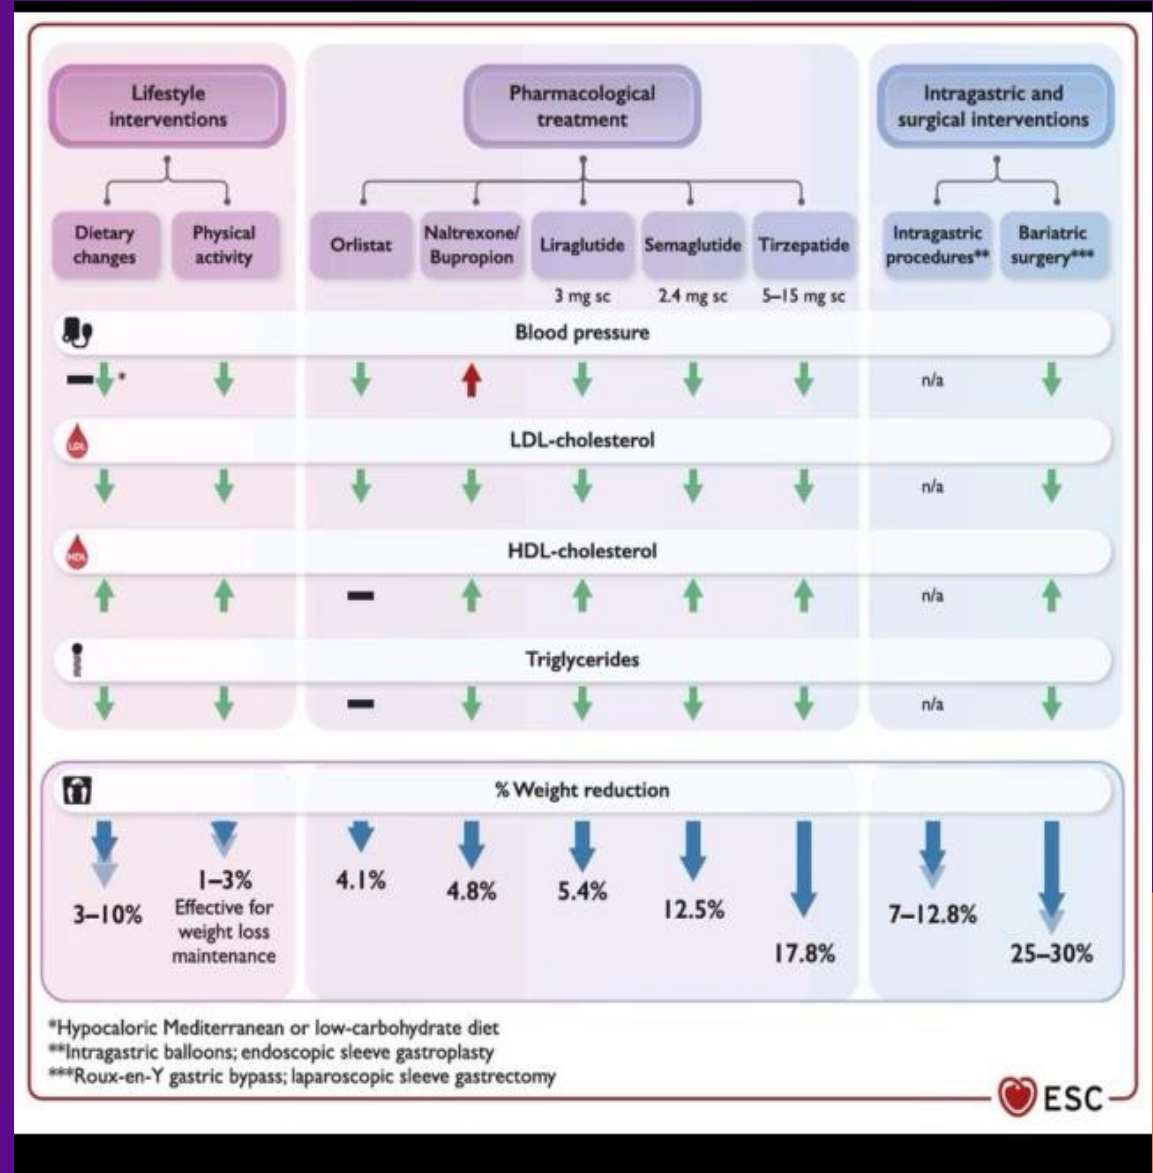 Lifestyle
interventions
Pharmacological
treatment
Intragastric and
surgical interventions
Dietary
changes
Physical
activity
Orlistat
Naltrexone/
Bupropion
Liraglutide
Semaglutide
Tirzepatide
Intragastric
procedures**
Bariatric
surgery***
3 mg sc
2.4 mg sc
5–15 mg sc
Blood pressure
*
n/a
LDL
LDL-cholesterol
n/a
HDL
HDL-cholesterol
n/a
Triglycerides
n/a
% Weight reduction
3–10%
1–3%
Effective for
weight loss
maintenance
4.1%
4.8%
5.4%
12.5%
17.8%
7–12.8%
25–30%
*Hypocaloric Mediterranean or low-carbohydrate diet
**Intragastric balloons; endoscopic sleeve gastroplasty
***Roux-en-Y gastric bypass; laparoscopic sleeve gastrectomy
ESC